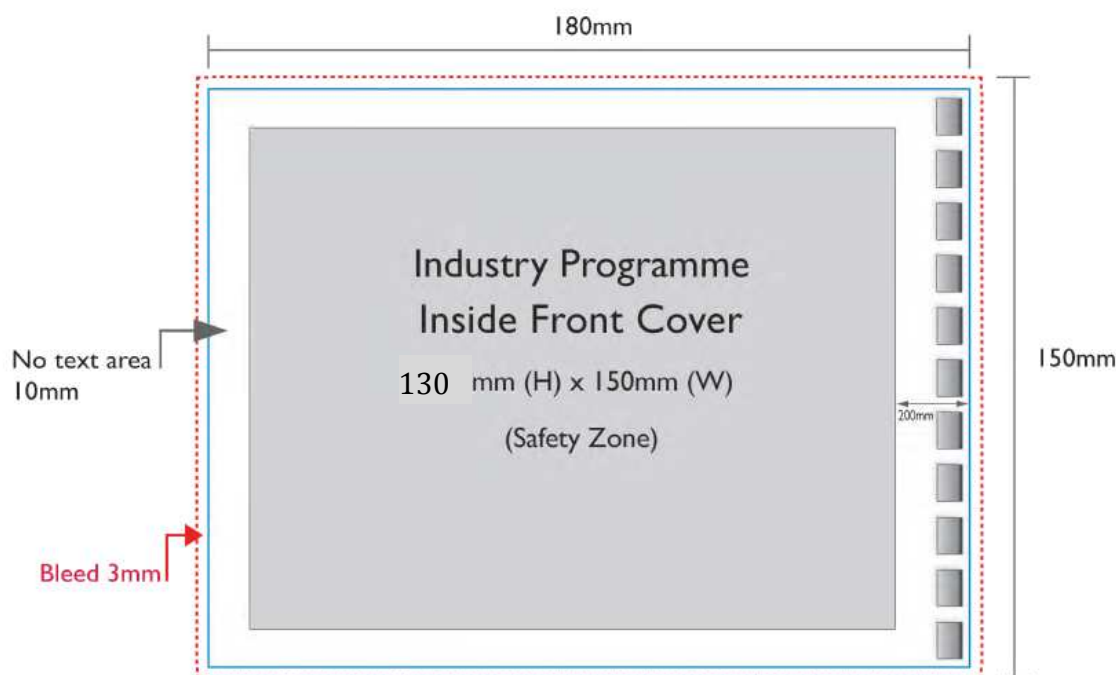 180mm
Industry Programme
Inside Front Cover
130 mm (H) x 150mm (W)
(Safety Zone)
No text area
10mm
150mm
200mm
Bleed 3mm